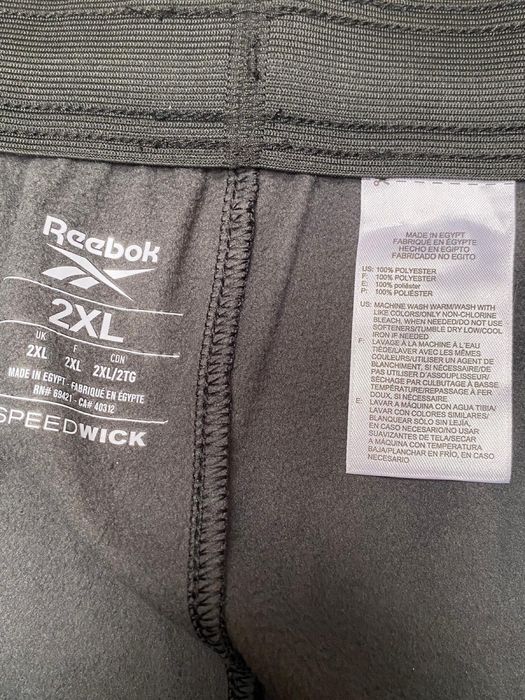 Reebok
2XL
UK F CDN
2XL 2XL 2XL/2TG
MADE IN EGYPT · FABRIQUÉ EN ÉGYPTE
RN# 69421 · CA# 40312
SPEEDWICK
MADE IN EGYPT
FABRIQUÉ EN ÉGYPTE
HECHO EN EGIPTO
FABRICADO NO EGITO
US: 100% POLYESTER
F: 100% POLYESTER
E: 100% poliéster
P: 100% POLIÉSTER
US: MACHINE WASH WARM/WASH WITH
LIKE COLORS/ONLY NON-CHLORINE
BLEACH, WHEN NEEDED/DO NOT USE
SOFTENERS/TUMBLE DRY LOW/COOL
IRON IF NEEDED
F: LAVAGE À LA MACHINE À L'EAU
TIÈDE/LAVER AVEC LES MÊMES
COULEURS/UTILISER UN AGENT DE
BLANCHIMENT, SI NÉCESSAIRE/DO
PAS UTILISER D'ASSOUPLISSEUR/
SÉCHAGE PAR CULBUTAGE À BASSE
TEMPÉRATURE/REPASSAGE À FER
DOUX, SI NÉCESSAIRE
E: LAVAR A MÁQUINA CON AGUA TIBIA/
LAVAR CON COLORES SIMILARES/
BLANQUEAR SÓLO SIN LEJÍA,
EN CASO NECESARIO/NO USAR
SUAVIZANTES DE TELA/SECAR
A MÁQUINA CON TEMPERATURA
BAJA/PLANCHAR EN FRÍO, EN CASO
NECESARIO